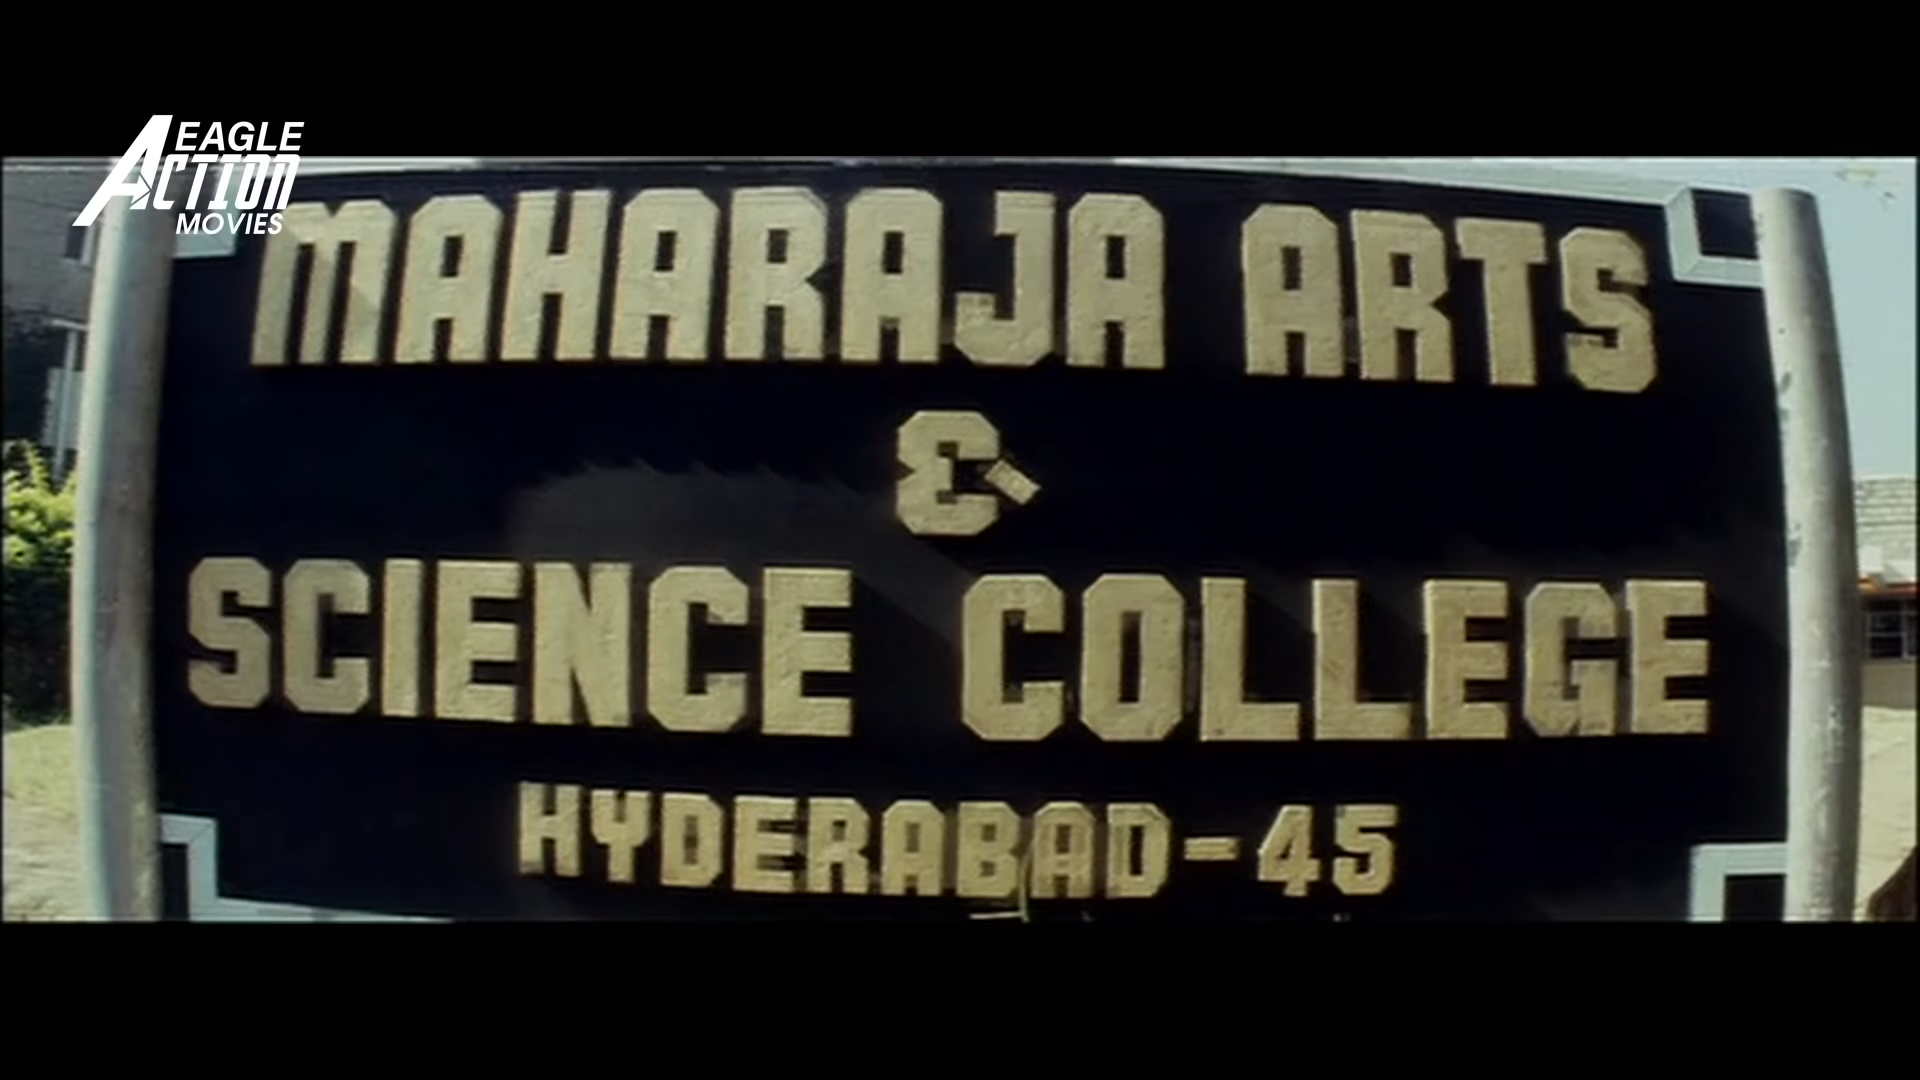 EAGLE
ACTION
MOVIES
MAHARAJA ARTS
&
SCIENCE COLLEGE
HYDERABAD-45